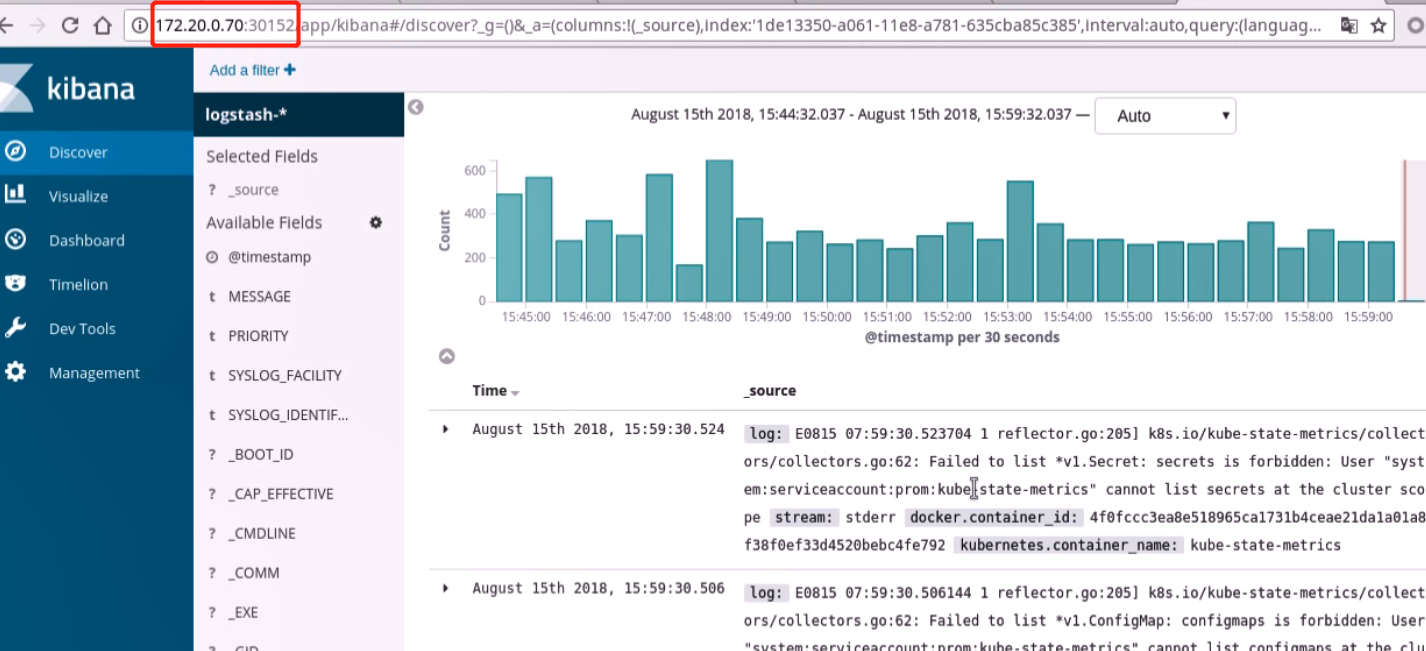 172.20.0.70:30152/app/kibana#/discover?_g=()&_a=(columns:!(_source),index:'1de13350-a061-11e8-a781-635cba85c385',interval:auto,query:(languag...
kibana
Discover
Visualize
Dashboard
Timelion
Dev Tools
Management
Add a filter +
logstash-*
Selected Fields
? _source
Available Fields
@timestamp
t MESSAGE
t PRIORITY
t SYSLOG_FACILITY
t SYSLOG_IDENTIF...
? _BOOT_ID
? _CAP_EFFECTIVE
? _CMDLINE
? _COMM
? _EXE
? _GID
August 15th 2018, 15:44:32.037 - August 15th 2018, 15:59:32.037 —
Auto
Count
600
400
200
0
15:45:00 15:46:00 15:47:00 15:48:00 15:49:00 15:50:00 15:51:00 15:52:00 15:53:00 15:54:00 15:55:00 15:56:00 15:57:00 15:58:00 15:59:00
@timestamp per 30 seconds
Time _source
August 15th 2018, 15:59:30.524
log: E0815 07:59:30.523704 1 reflector.go:205] k8s.io/kube-state-metrics/collect
ors/collectors.go:62: Failed to list *v1.Secret: secrets is forbidden: User "syst
em:serviceaccount:prom:kube-state-metrics" cannot list secrets at the cluster sco
pe stream: stderr docker.container_id: 4f0fccc3ea8e518965ca1731b4ceae21da1a01a8
f38f0ef33d4520bebc4fe792 kubernetes.container_name: kube-state-metrics
August 15th 2018, 15:59:30.506
log: E0815 07:59:30.506144 1 reflector.go:205] k8s.io/kube-state-metrics/collect
ors/collectors.go:62: Failed to list *v1.ConfigMap: configmaps is forbidden: User
"system:serviceaccount:prom:kube-state-metrics" cannot list configmaps at the clu